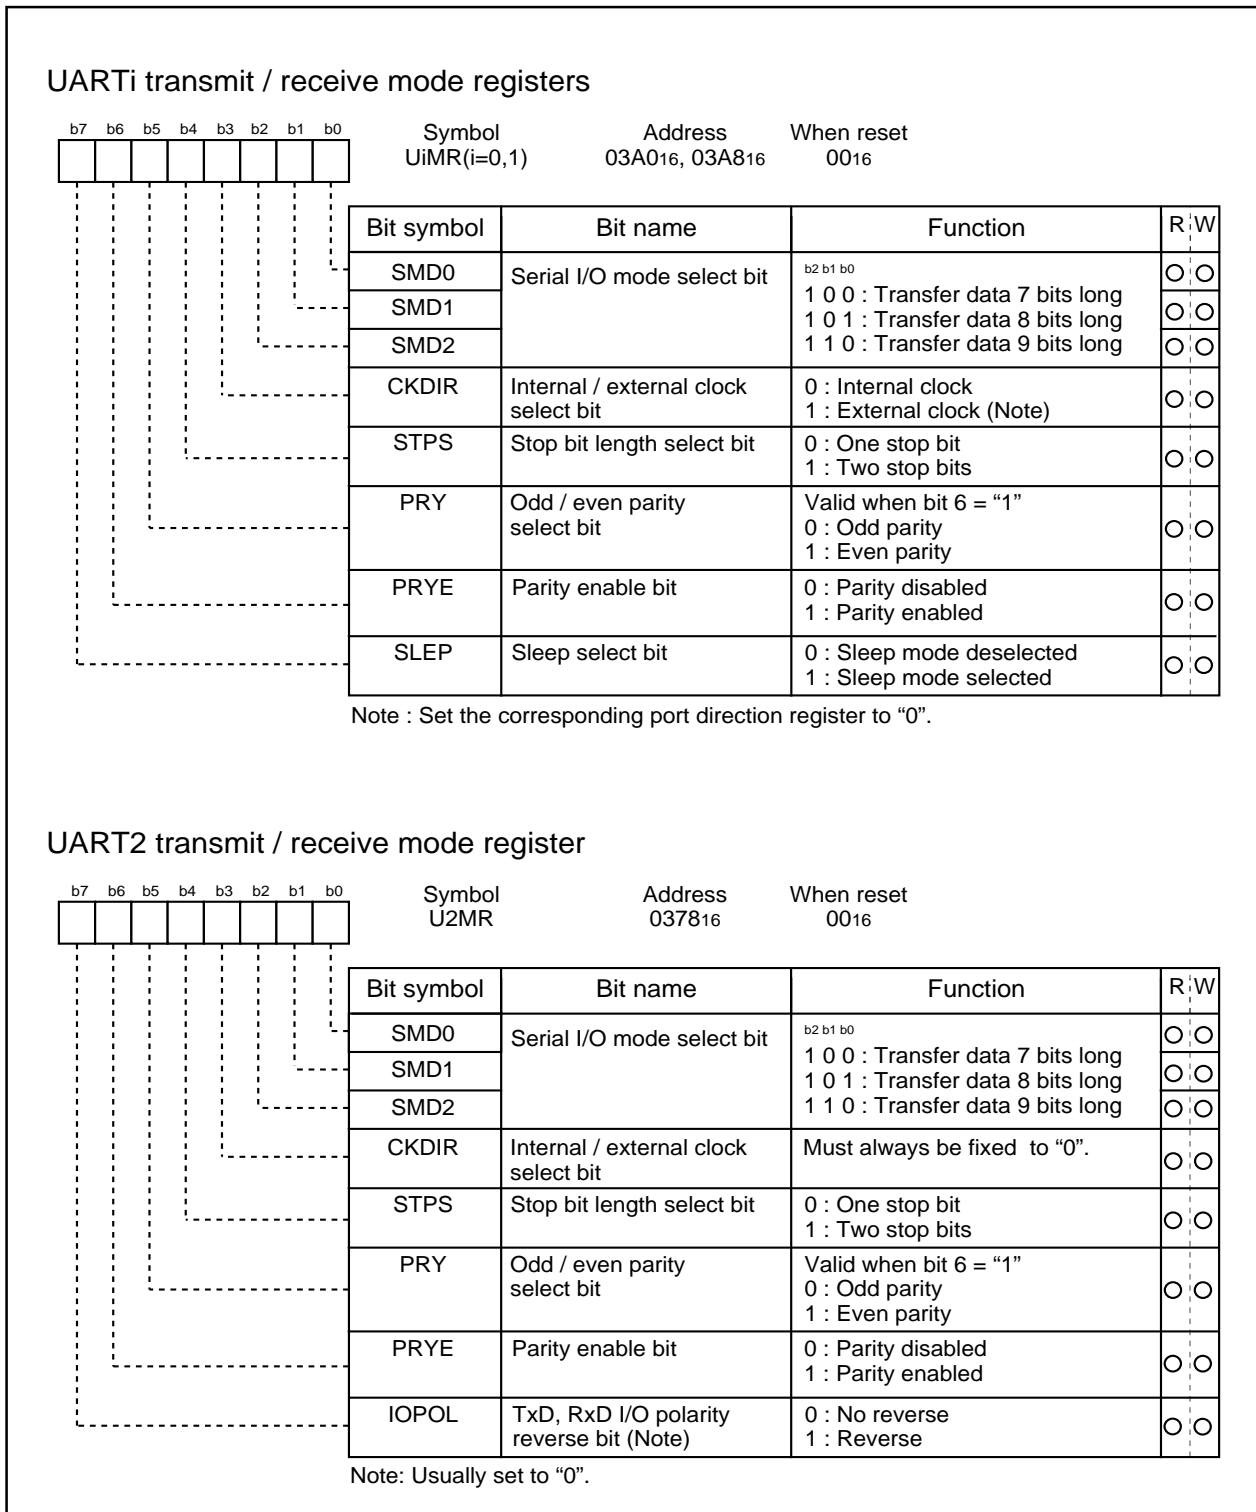 UARTi transmit / receive mode registers
b7 b6 b5 b4 b3 b2 b1 b0
Symbol Address When reset
UiMR(i=0,1) 03A016, 03A816 0016
Bit symbol Bit name Function R W
SMD0 Serial I/O mode select bit b2 b1 b0
1 0 0 : Transfer data 7 bits long
SMD1 1 0 1 : Transfer data 8 bits long
SMD2 1 1 0 : Transfer data 9 bits long
CKDIR Internal / external clock 0 : Internal clock
select bit 1 : External clock (Note)
STPS Stop bit length select bit 0 : One stop bit
1 : Two stop bits
PRY Odd / even parity Valid when bit 6 = “1”
select bit 0 : Odd parity
1 : Even parity
PRYE Parity enable bit 0 : Parity disabled
1 : Parity enabled
SLEP Sleep select bit 0 : Sleep mode deselected
1 : Sleep mode selected
Note : Set the corresponding port direction register to “0”.
UART2 transmit / receive mode register
b7 b6 b5 b4 b3 b2 b1 b0
Symbol Address When reset
U2MR 037816 0016
Bit symbol Bit name Function R W
SMD0 Serial I/O mode select bit b2 b1 b0
1 0 0 : Transfer data 7 bits long
SMD1 1 0 1 : Transfer data 8 bits long
SMD2 1 1 0 : Transfer data 9 bits long
CKDIR Internal / external clock Must always be fixed to “0”.
select bit
STPS Stop bit length select bit 0 : One stop bit
1 : Two stop bits
PRY Odd / even parity Valid when bit 6 = “1”
select bit 0 : Odd parity
1 : Even parity
PRYE Parity enable bit 0 : Parity disabled
1 : Parity enabled
IOPOL TxD, RxD I/O polarity 0 : No reverse
reverse bit (Note) 1 : Reverse
Note: Usually set to “0”.